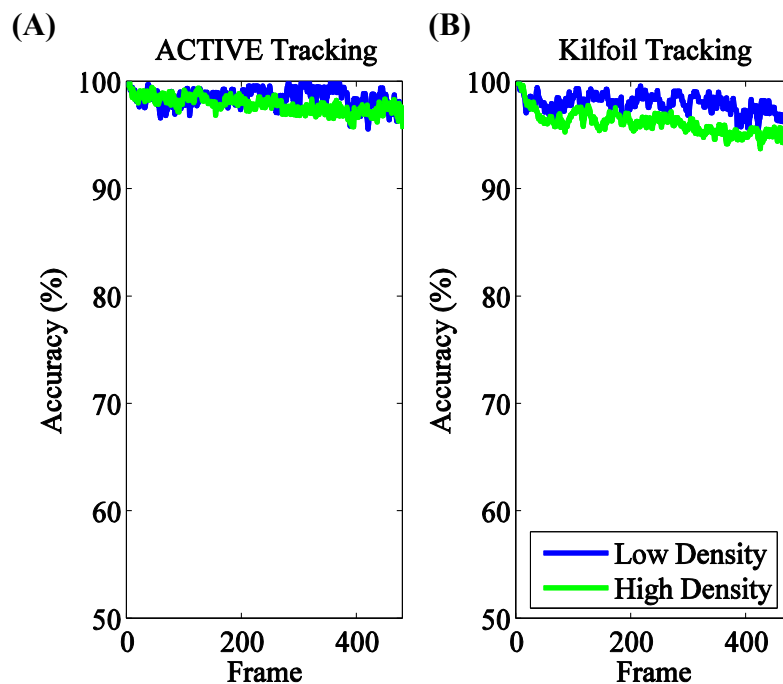 (A)
ACTIVE Tracking
100
90
80
70
60
50
Accuracy (%)
0
200
400
Frame
(B)
Kilfoil Tracking
100
90
80
70
60
50
Accuracy (%)
Low Density
High Density
0
200
400
Frame